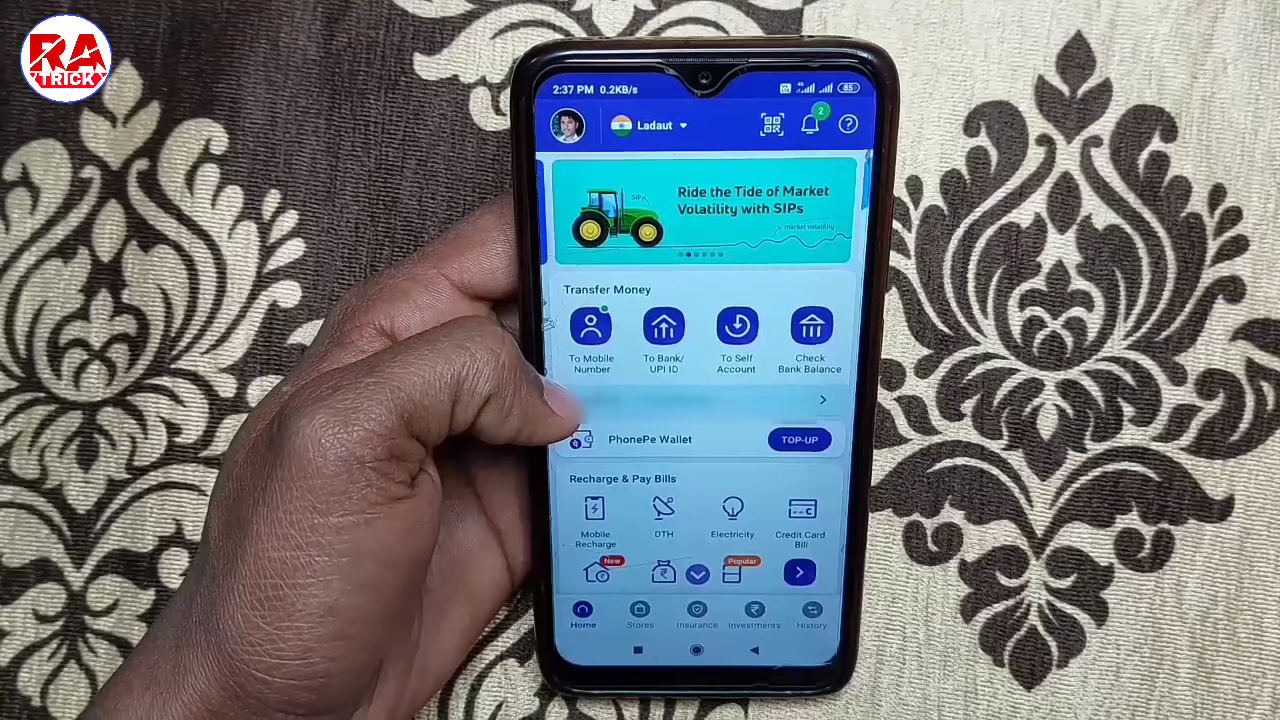 RA
TRICKY
2:37 PM 0.2KB/s
85
Ladaut
2
?
Ride the Tide of Market
Volatility with SIPs
SIP
market volatility
Transfer Money
To Mobile
Number
To Bank/
UPI ID
To Self
Account
Check
Bank Balance
PhonePe Wallet
TOP-UP
Recharge & Pay Bills
Mobile
Recharge
DTH
Electricity
Credit Card
Bill
New
Popular
Home
Stores
Insurance
Investments
History